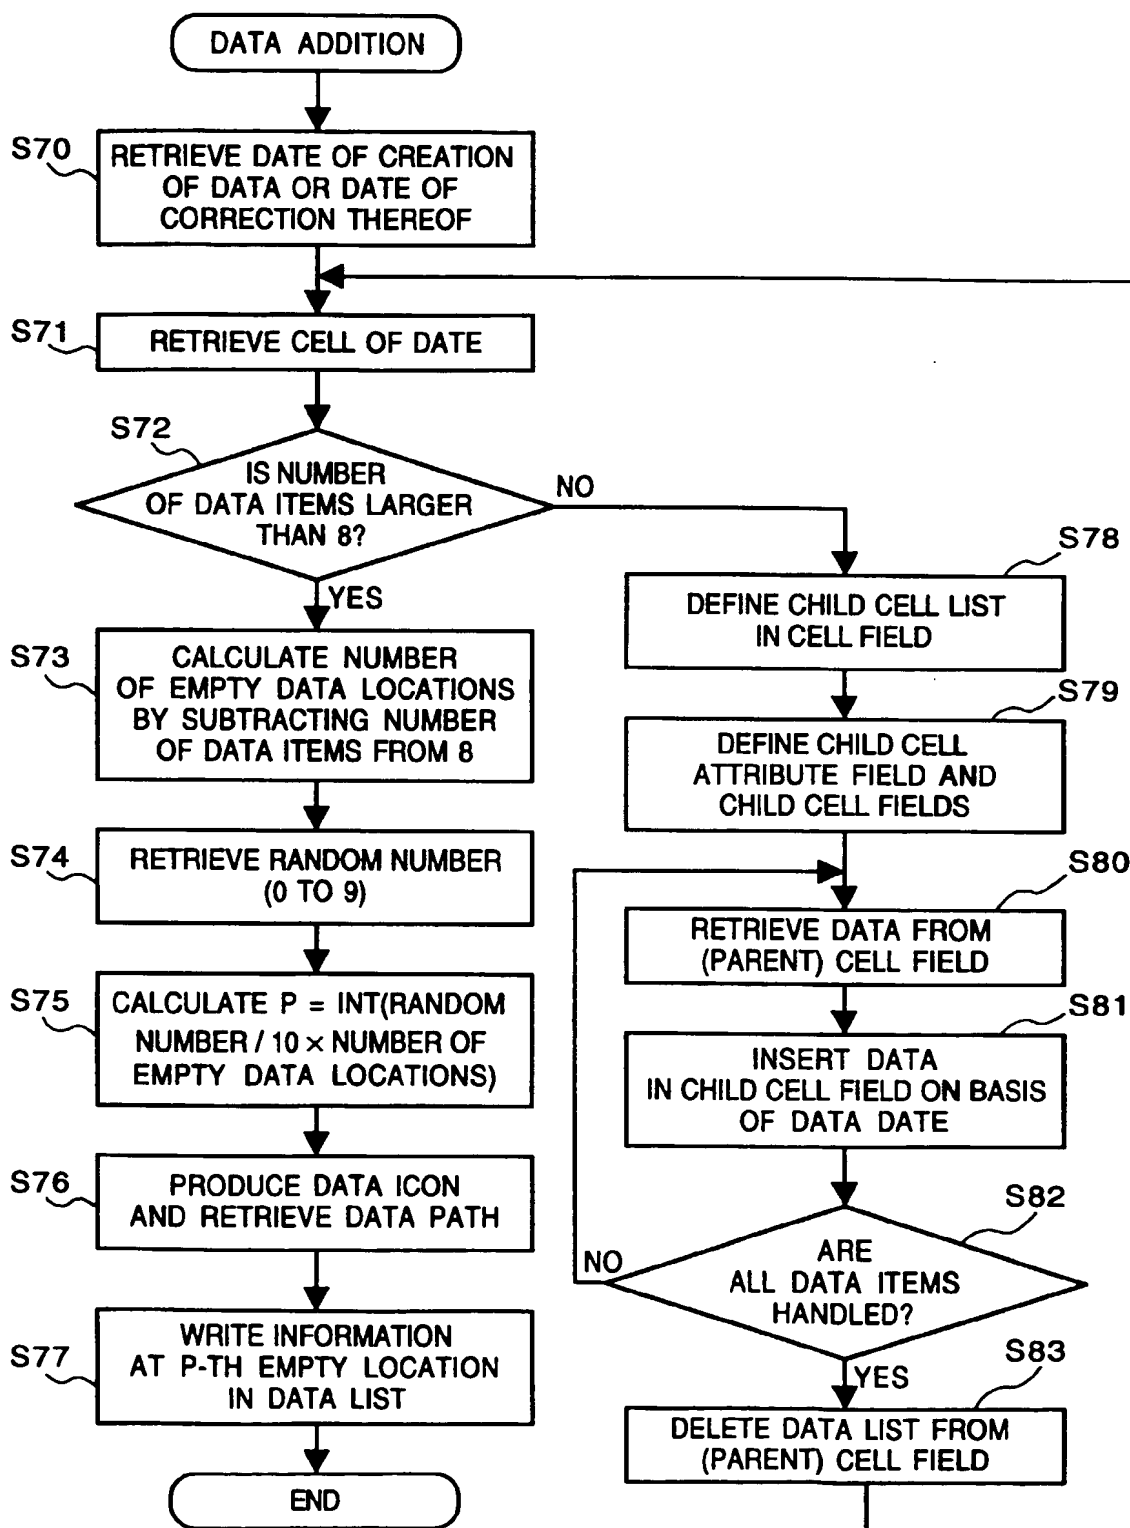 DATA ADDITION
S70
RETRIEVE DATE OF CREATION
OF DATA OR DATE OF
CORRECTION THEREOF
S71
RETRIEVE CELL OF DATE
S72
IS NUMBER
OF DATA ITEMS LARGER
THAN 8?
NO
YES
S73
CALCULATE NUMBER
OF EMPTY DATA LOCATIONS
BY SUBTRACTING NUMBER
OF DATA ITEMS FROM 8
S74
RETRIEVE RANDOM NUMBER
(0 TO 9)
S75
CALCULATE P = INT(RANDOM
NUMBER / 10 × NUMBER OF
EMPTY DATA LOCATIONS)
S76
PRODUCE DATA ICON
AND RETRIEVE DATA PATH
S77
WRITE INFORMATION
AT P-TH EMPTY LOCATION
IN DATA LIST
END
S78
DEFINE CHILD CELL LIST
IN CELL FIELD
S79
DEFINE CHILD CELL
ATTRIBUTE FIELD AND
CHILD CELL FIELDS
S80
RETRIEVE DATA FROM
(PARENT) CELL FIELD
S81
INSERT DATA
IN CHILD CELL FIELD ON BASIS
OF DATA DATE
S82
ARE
ALL DATA ITEMS
HANDLED?
NO
YES
S83
DELETE DATA LIST FROM
(PARENT) CELL FIELD